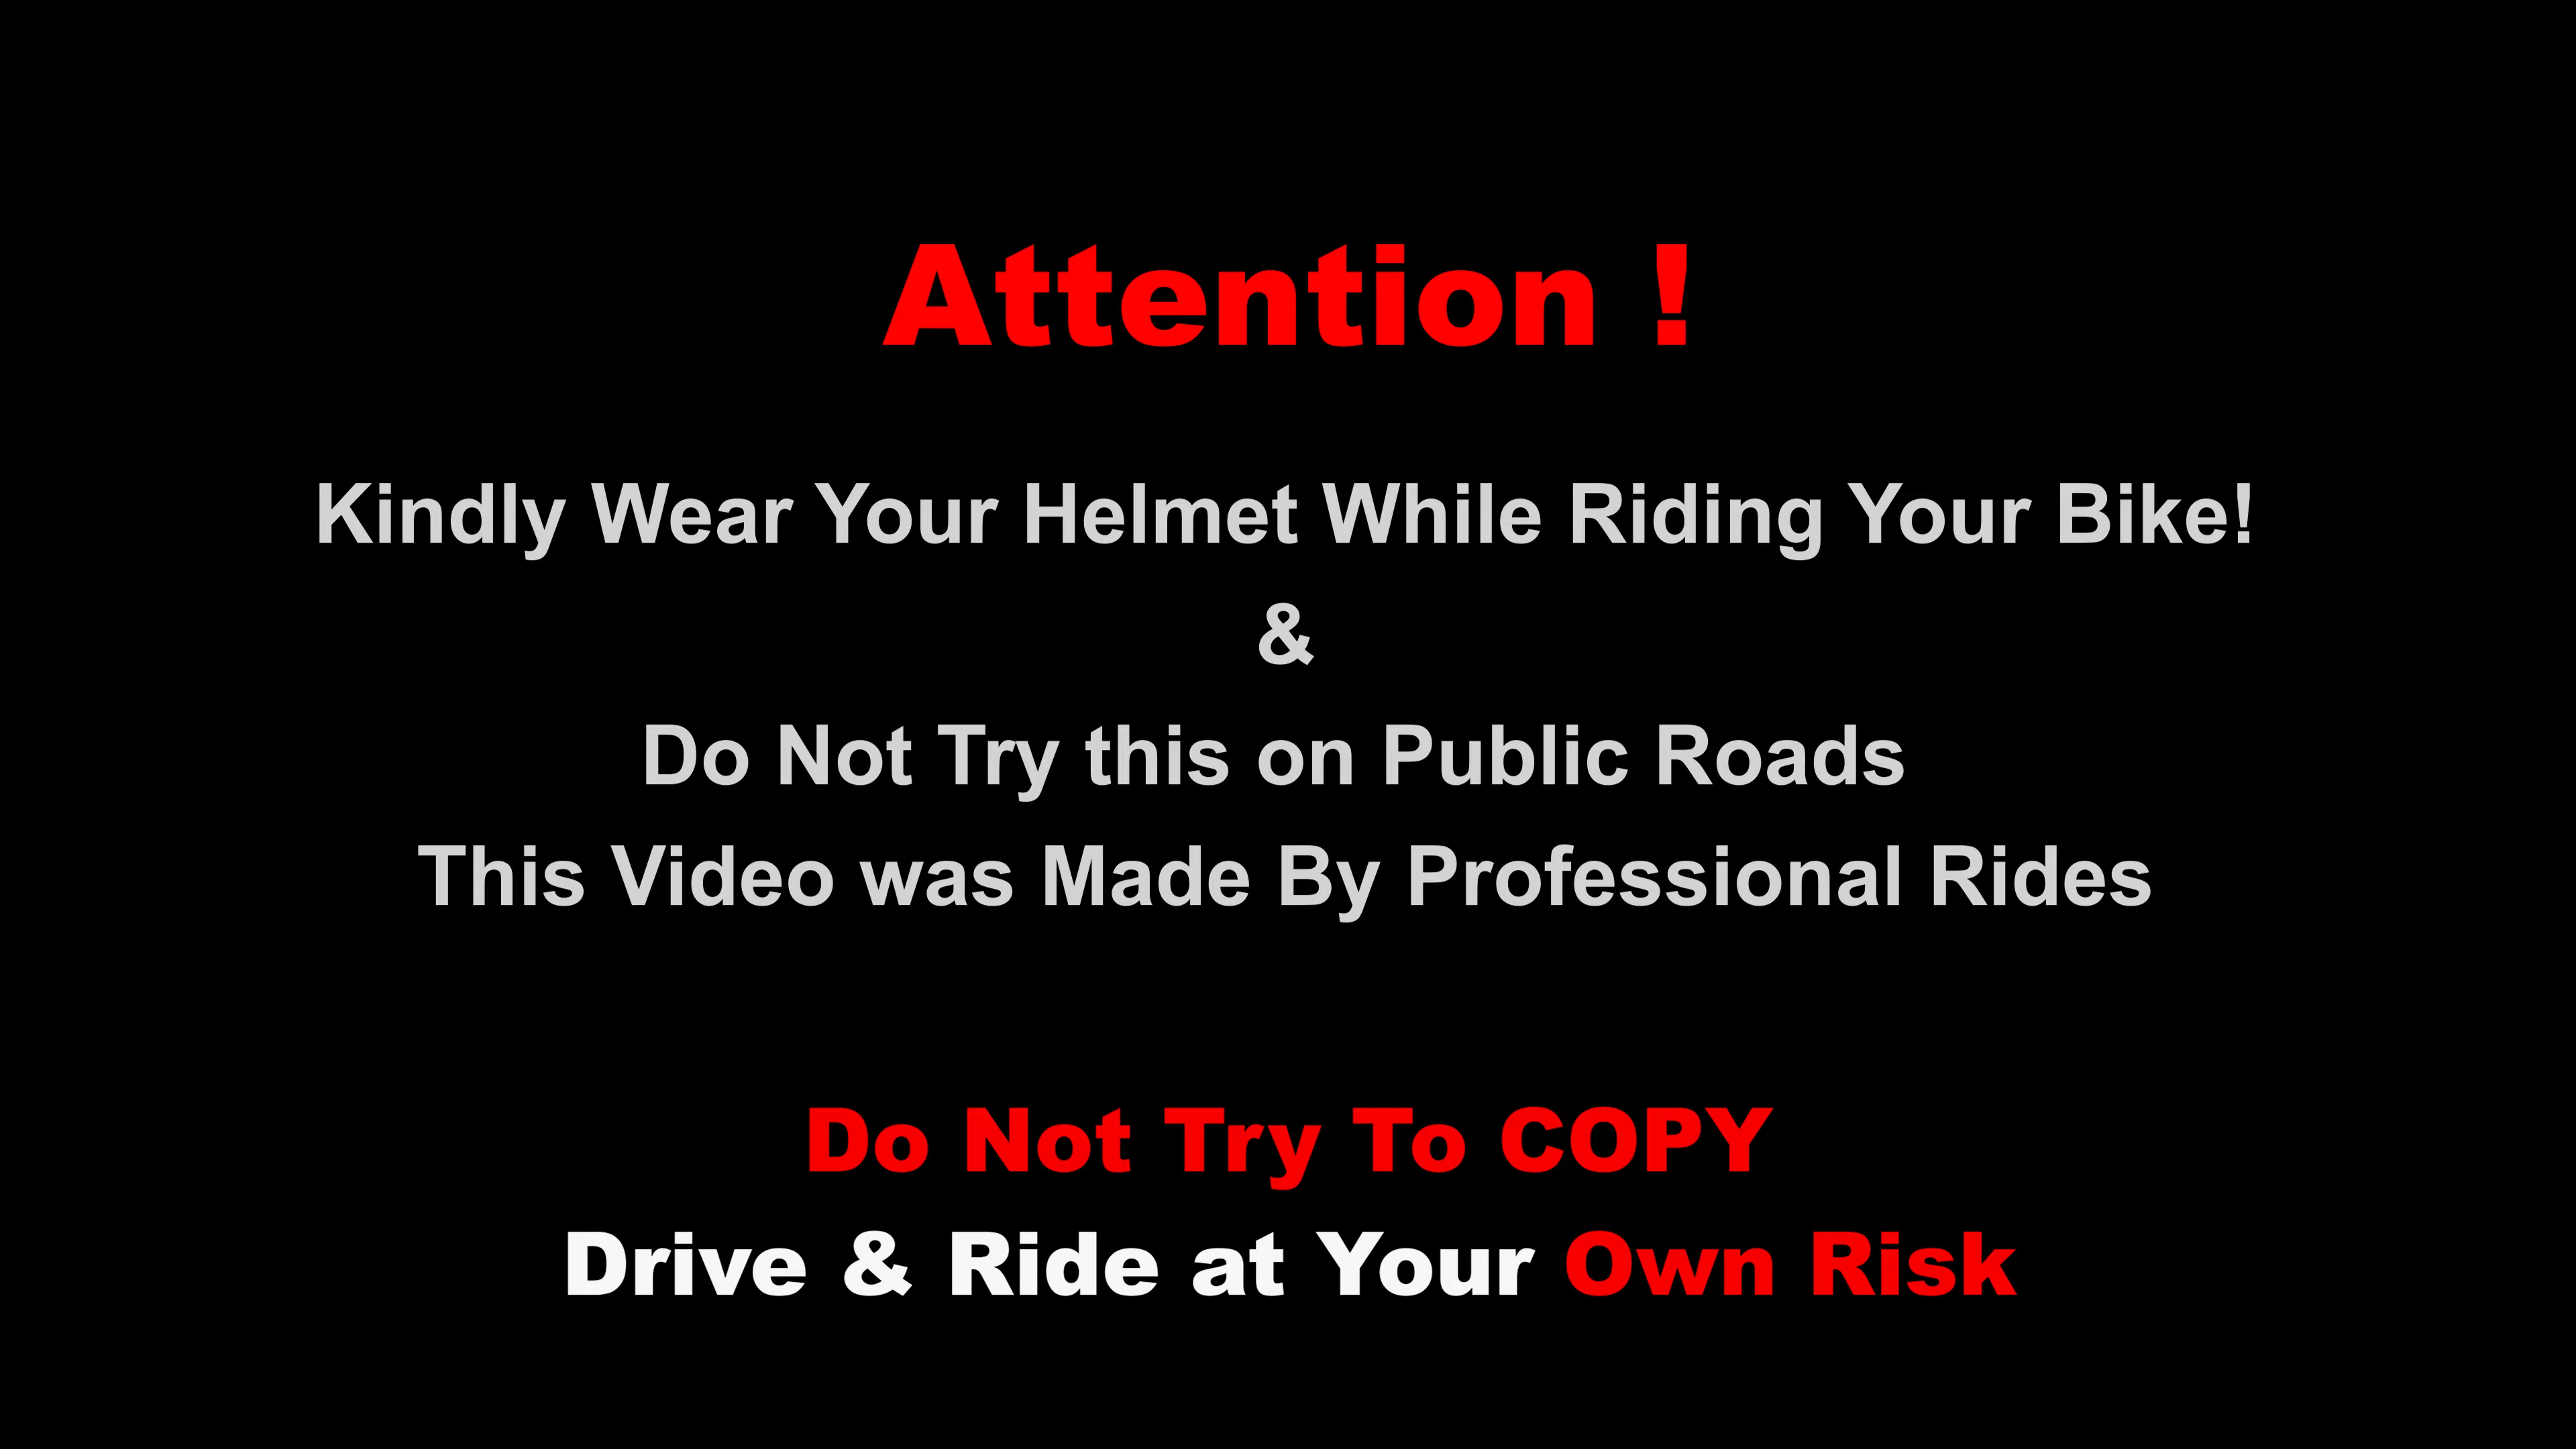 Attention !
Kindly Wear Your Helmet While Riding Your Bike!
&
Do Not Try this on Public Roads
This Video was Made By Professional Rides
Do Not Try To COPY
Drive & Ride at Your Own Risk